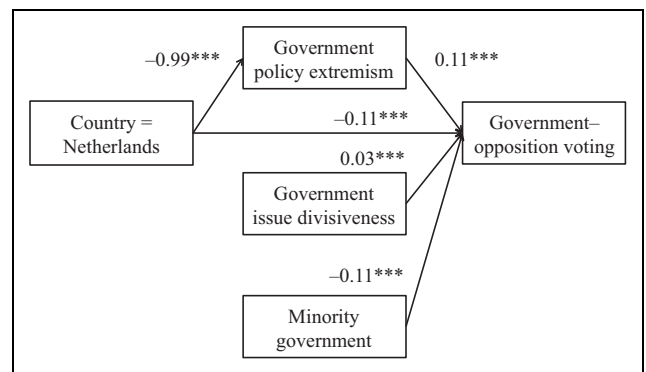 Government
policy extremism
–0.99***
0.11***
Country =
Netherlands
–0.11***
Government–
opposition voting
0.03***
Government
issue divisiveness
–0.11***
Minority
government